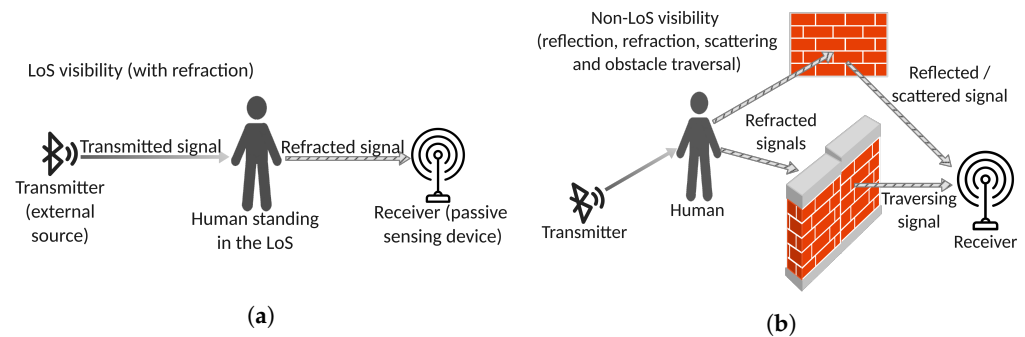 LoS visibility (with refraction)
Transmitted signal
Refracted signal
Transmitter
(external
source)
Human standing
in the LoS
Receiver (passive
sensing device)
(a)
Non-LoS visibility
(reflection, refraction, scattering
and obstacle traversal)
Reflected /
scattered signal
Refracted
signals
Human
Transmitter
Traversing
signal
Receiver
(b)